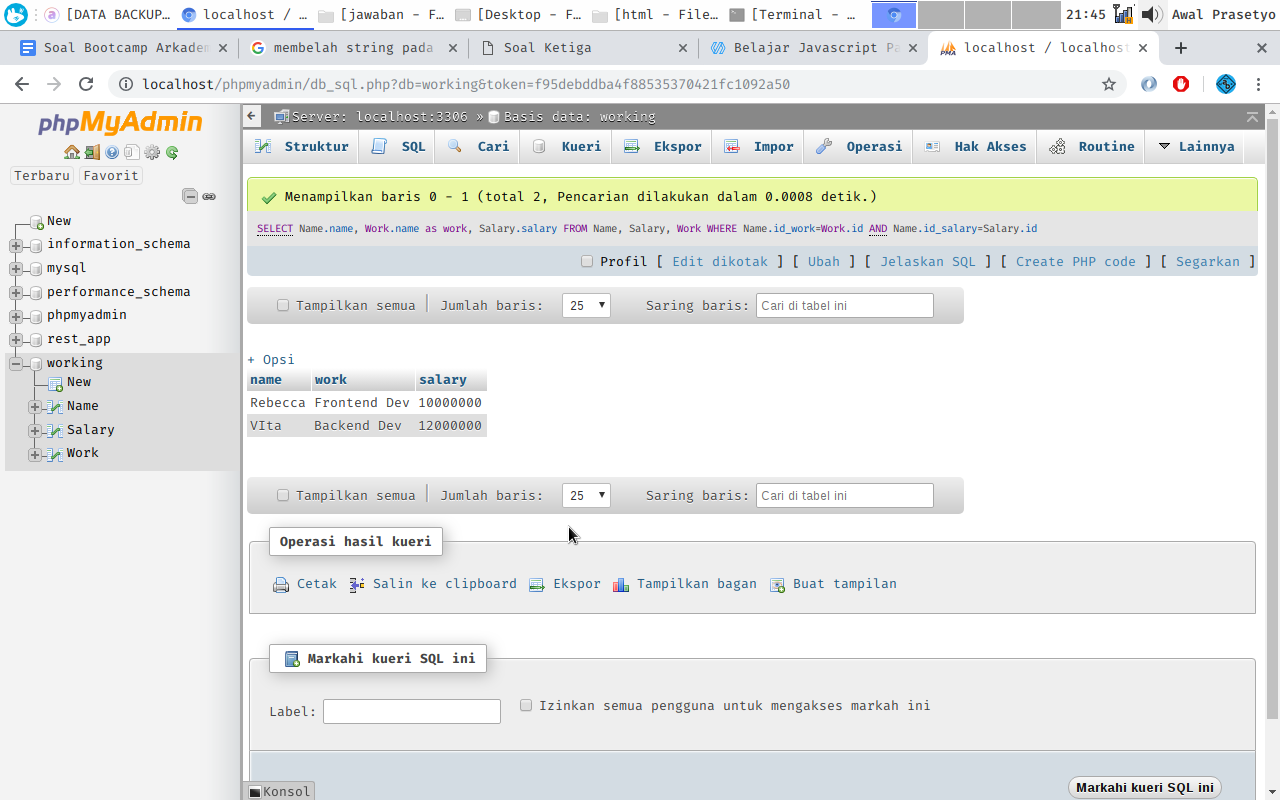 [DATA BACKUP... localhost / ... [jawaban - F... [Desktop - F... [html - File... [Terminal - ... 21:45 Awal Prasetyo
Soal Bootcamp Arkadem membelah string pada Soal Ketiga Belajar Javascript Pa localhost / localhost
localhost/phpmyadmin/db_sql.php?db=working&token=f95debddba4f88535370421fc1092a50
phpMyAdmin
Terbaru Favorit
New
information_schema
mysql
performance_schema
phpmyadmin
rest_app
working
New
Name
Salary
Work
Server: localhost:3306 » Basis data: working
Struktur SQL Cari Kueri Ekspor Impor Operasi Hak Akses Routine Lainnya
Menampilkan baris 0 - 1 (total 2, Pencarian dilakukan dalam 0.0008 detik.)
SELECT Name.name, Work.name as work, Salary.salary FROM Name, Salary, Work WHERE Name.id_work=Work.id AND Name.id_salary=Salary.id
Profil [ Edit dikotak ] [ Ubah ] [ Jelaskan SQL ] [ Create PHP code ] [ Segarkan ]
Tampilkan semua Jumlah baris: 25 Saring baris: Cari di tabel ini
+ Opsi
name work salary
Rebecca Frontend Dev 10000000
VIta Backend Dev 12000000
Tampilkan semua Jumlah baris: 25 Saring baris: Cari di tabel ini
Operasi hasil kueri
Cetak Salin ke clipboard Ekspor Tampilkan bagan Buat tampilan
Markahi kueri SQL ini
Label: Izinkan semua pengguna untuk mengakses markah ini
Konsol Markahi kueri SQL ini